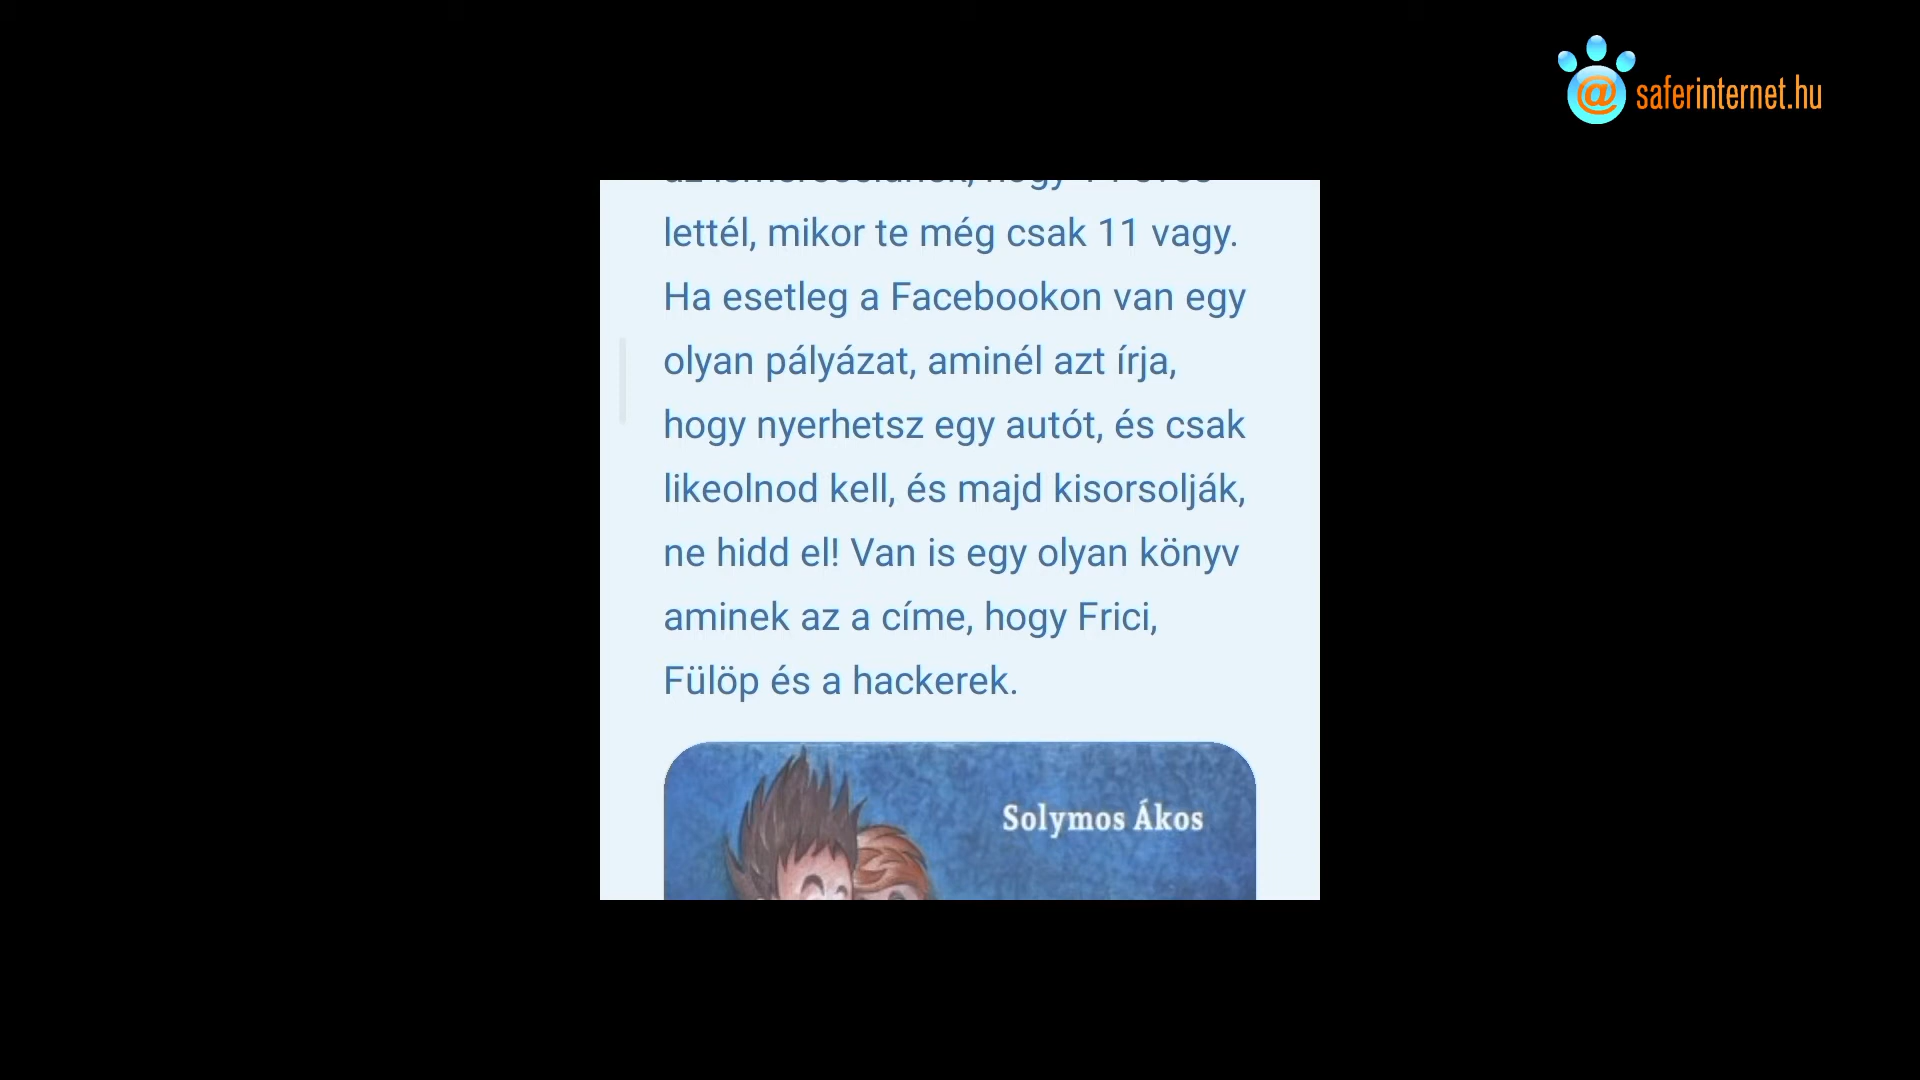 @ saferinternet.hu
lettél, mikor te még csak 11 vagy.
Ha esetleg a Facebookon van egy
olyan pályázat, aminél azt írja,
hogy nyerhetsz egy autót, és csak
likeolnod kell, és majd kisorsolják,
ne hidd el! Van is egy olyan könyv
aminek az a címe, hogy Frici,
Fülöp és a hackerek.
Solymos Ákos